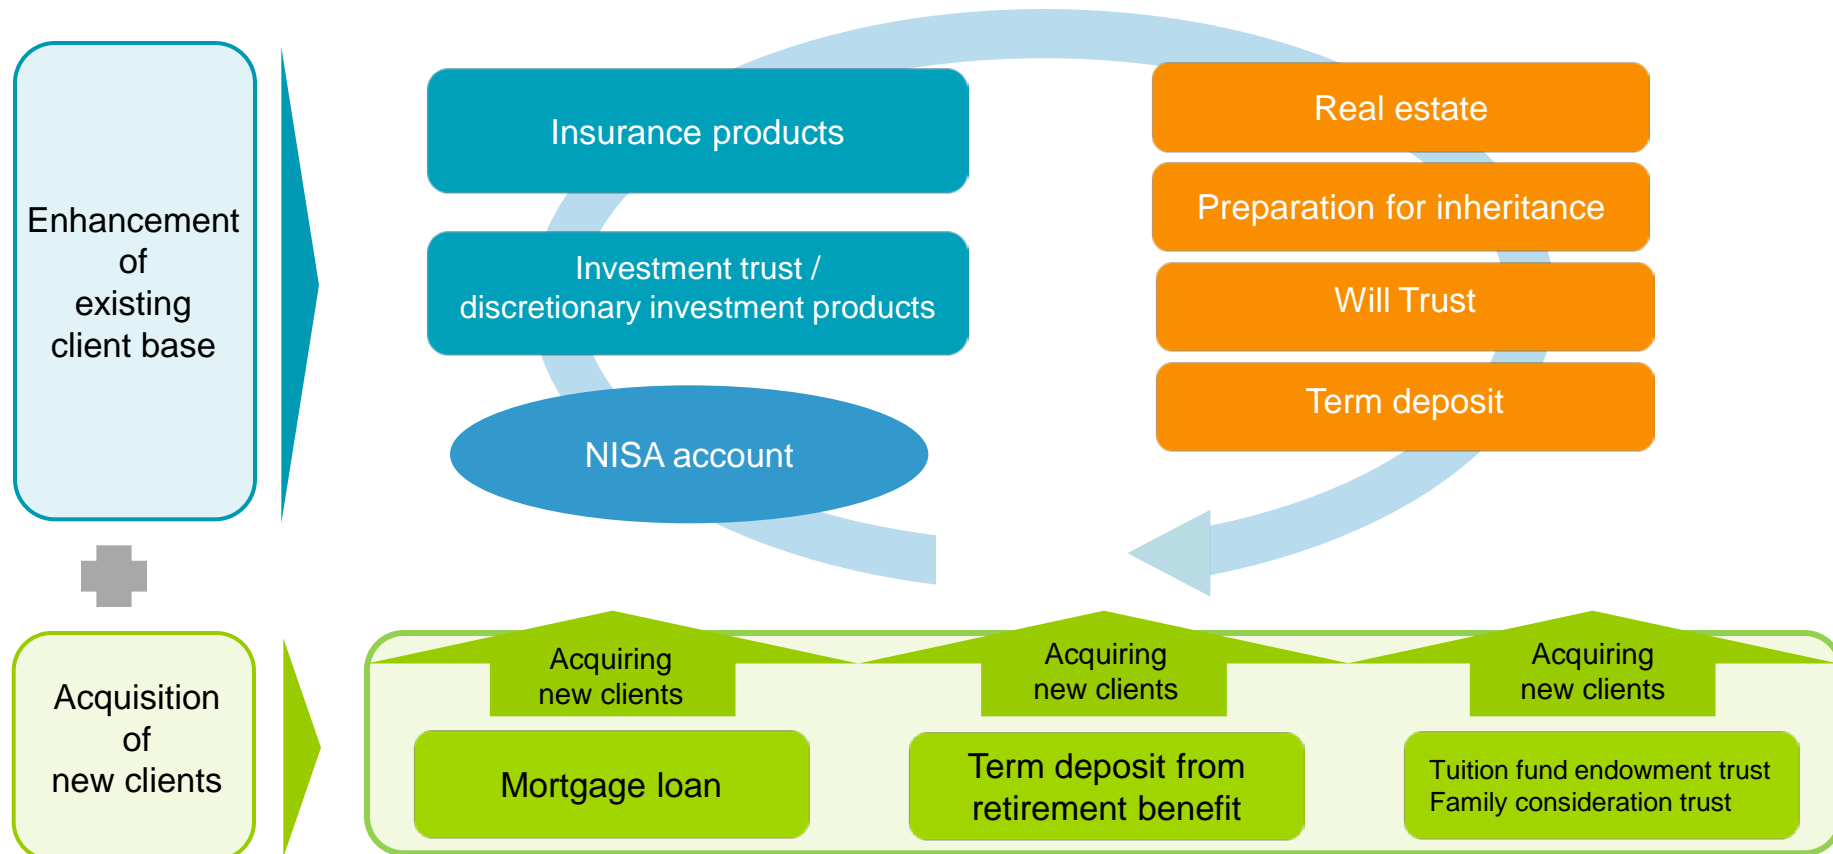 Enhancement
of
existing
client base
Insurance products
Investment trust /
discretionary investment products
NISA account
Real estate
Preparation for inheritance
Will Trust
Term deposit
Acquisition
of
new clients
Acquiring
new clients
Mortgage loan
Acquiring
new clients
Term deposit from
retirement benefit
Acquiring
new clients
Tuition fund endowment trust
Family consideration trust